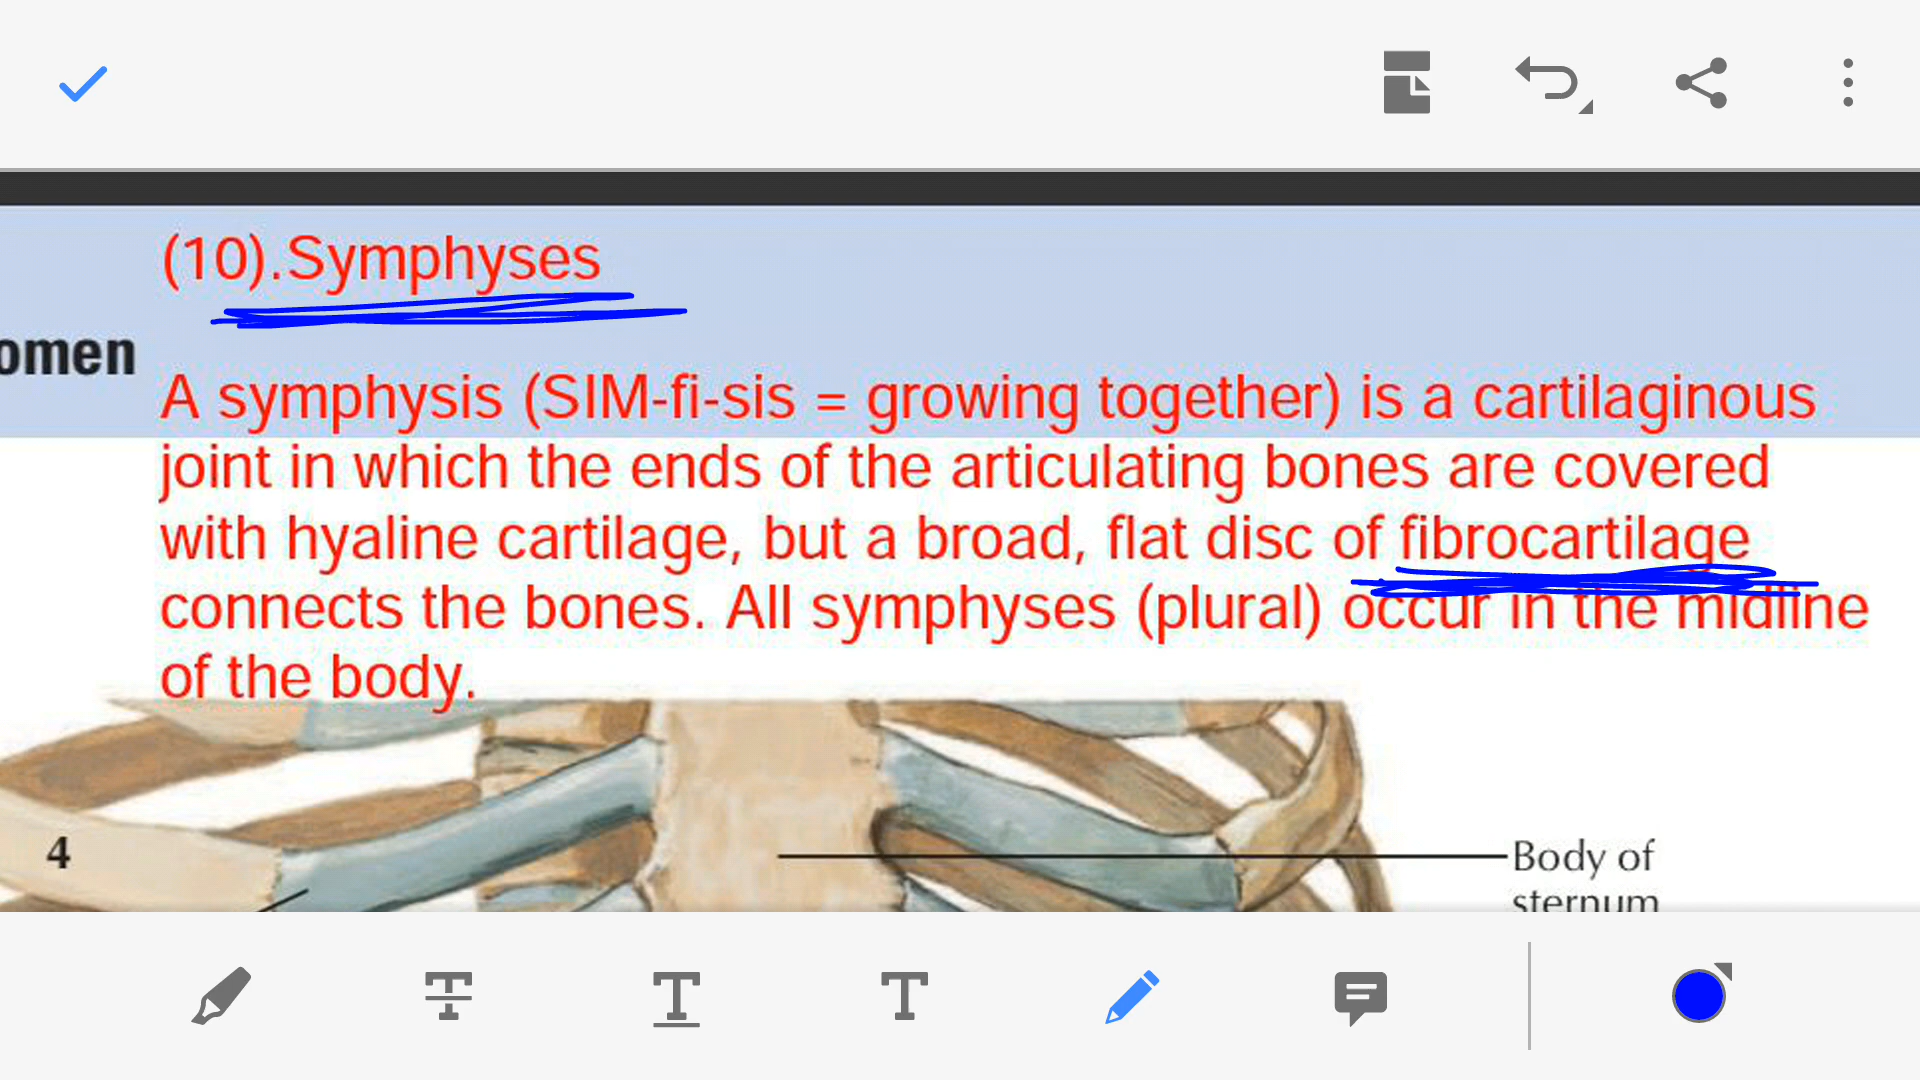 (10).Symphyses
omen
A symphysis (SIM-fi-sis = growing together) is a cartilaginous
joint in which the ends of the articulating bones are covered
with hyaline cartilage, but a broad, flat disc of fibrocartilage
connects the bones. All symphyses (plural) occur in the midline
of the body.
4
Body of
sternum